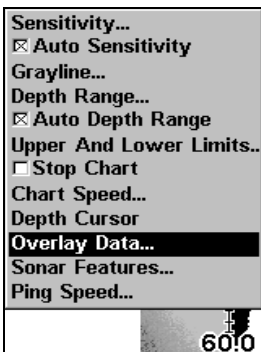 Sensitivity...
Auto Sensitivity
Grayline...
Depth Range...
Auto Depth Range
Upper And Lower Limits..
Stop Chart
Chart Speed...
Depth Cursor
Overlay Data...
Sonar Features...
Ping Speed...
60.0